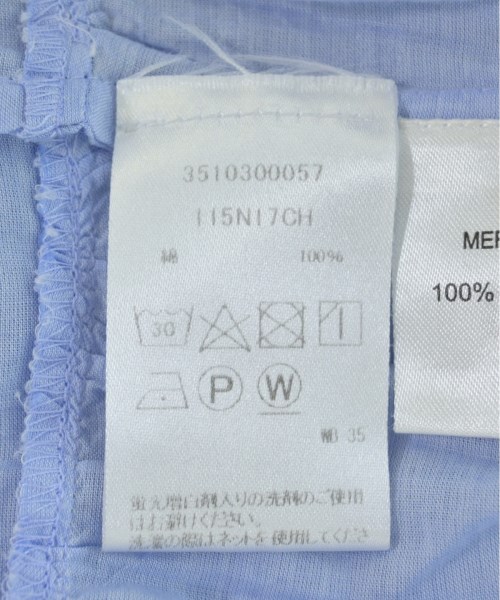 3510300057
115N17CH
綿 100%
30
P W
WB 35
蛍光増白剤入りの洗剤のご使用
はお避けください。
洗濯の際はネットを使用してくださ
100%